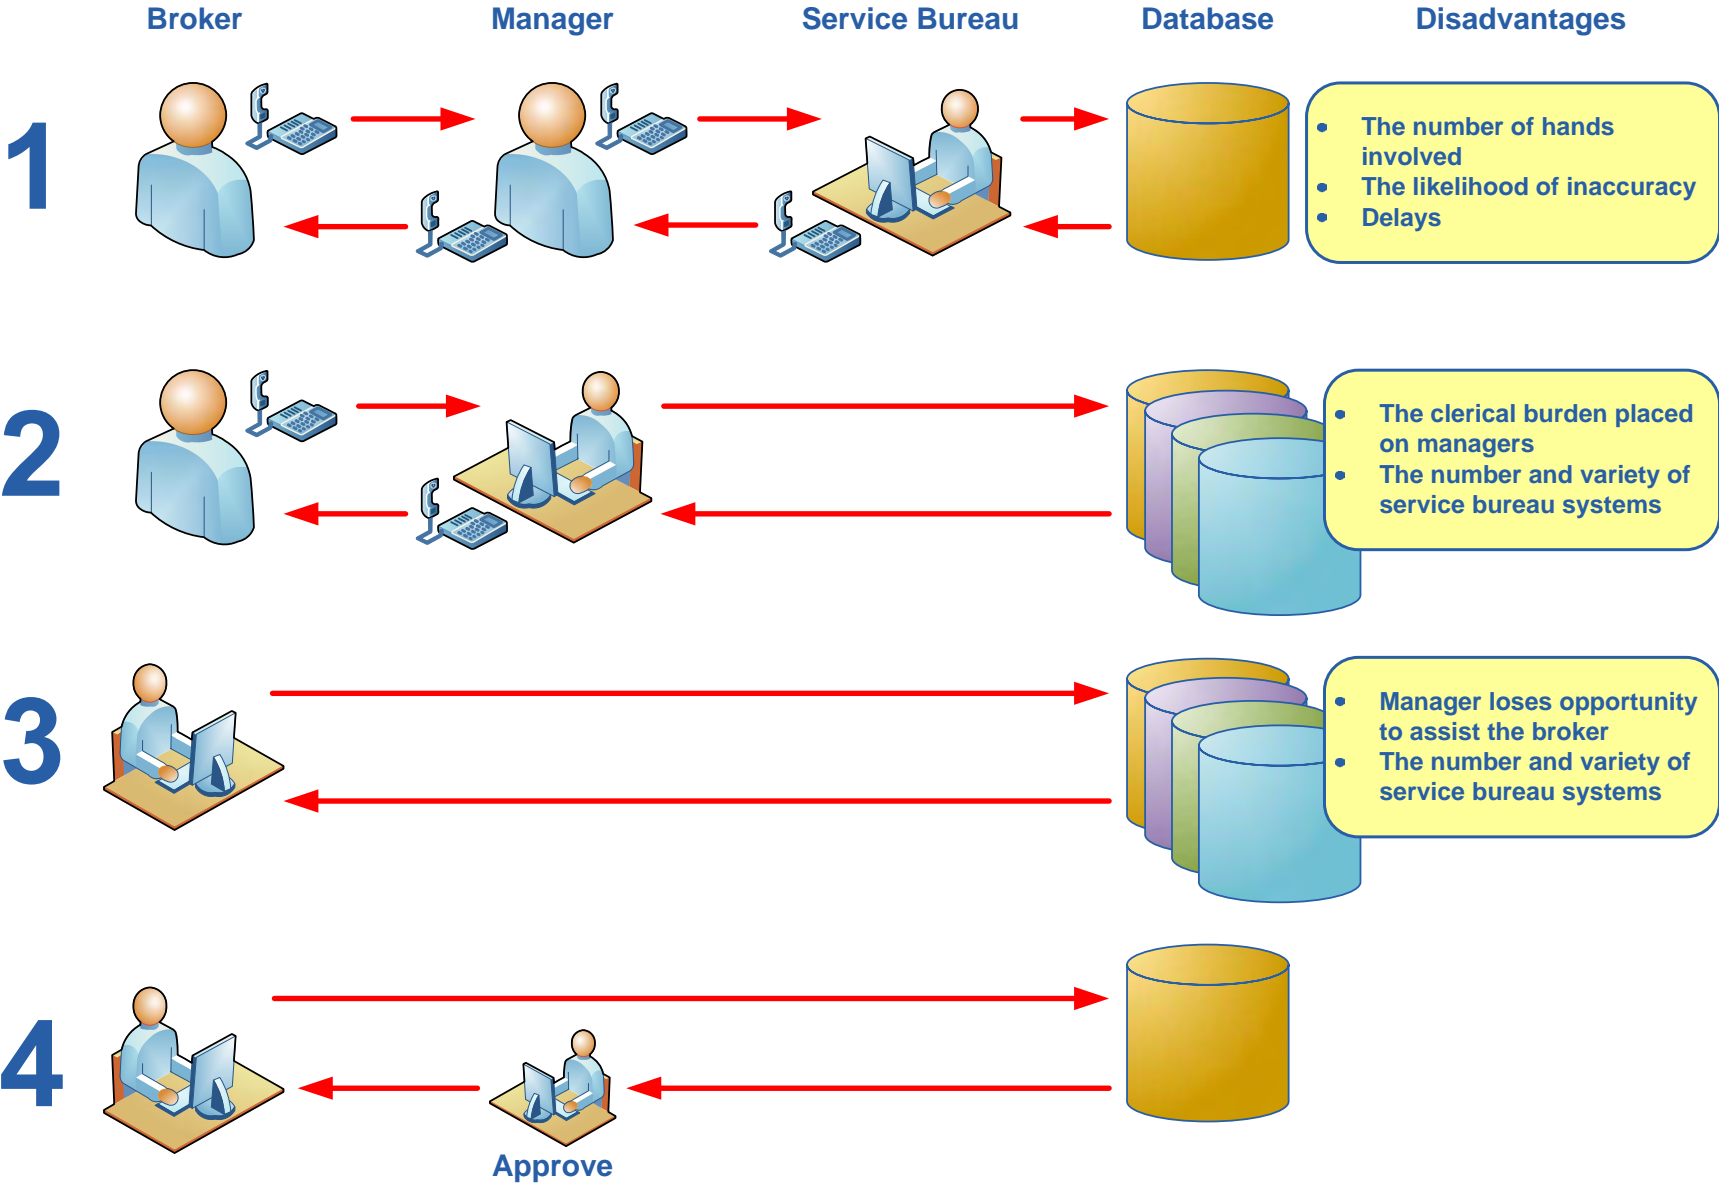 Broker Manager Service Bureau Database Disadvantages
1
• The number of hands
involved
• The likelihood of inaccuracy
• Delays
2
• The clerical burden placed
on managers
• The number and variety of
service bureau systems
3
• Manager loses opportunity
to assist the broker
• The number and variety of
service bureau systems
4
Approve